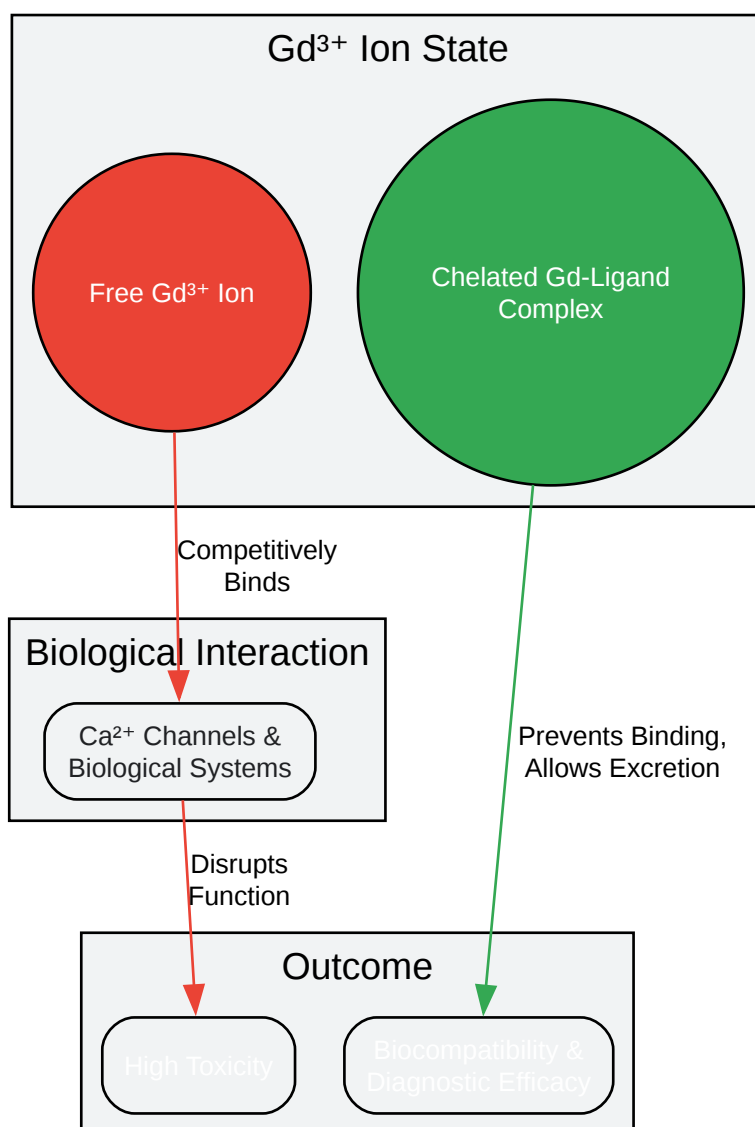 Gd³⁺ Ion State
Free Gd³⁺ Ion
Chelated Gd-Ligand
Complex
Competitively
Binds
Biological Interaction
Ca²⁺ Channels &
Biological Systems
Prevents Binding,
Allows Excretion
Disrupts
Function
Outcome
High Toxicity
Biocompatibility &
Diagnostic Efficacy